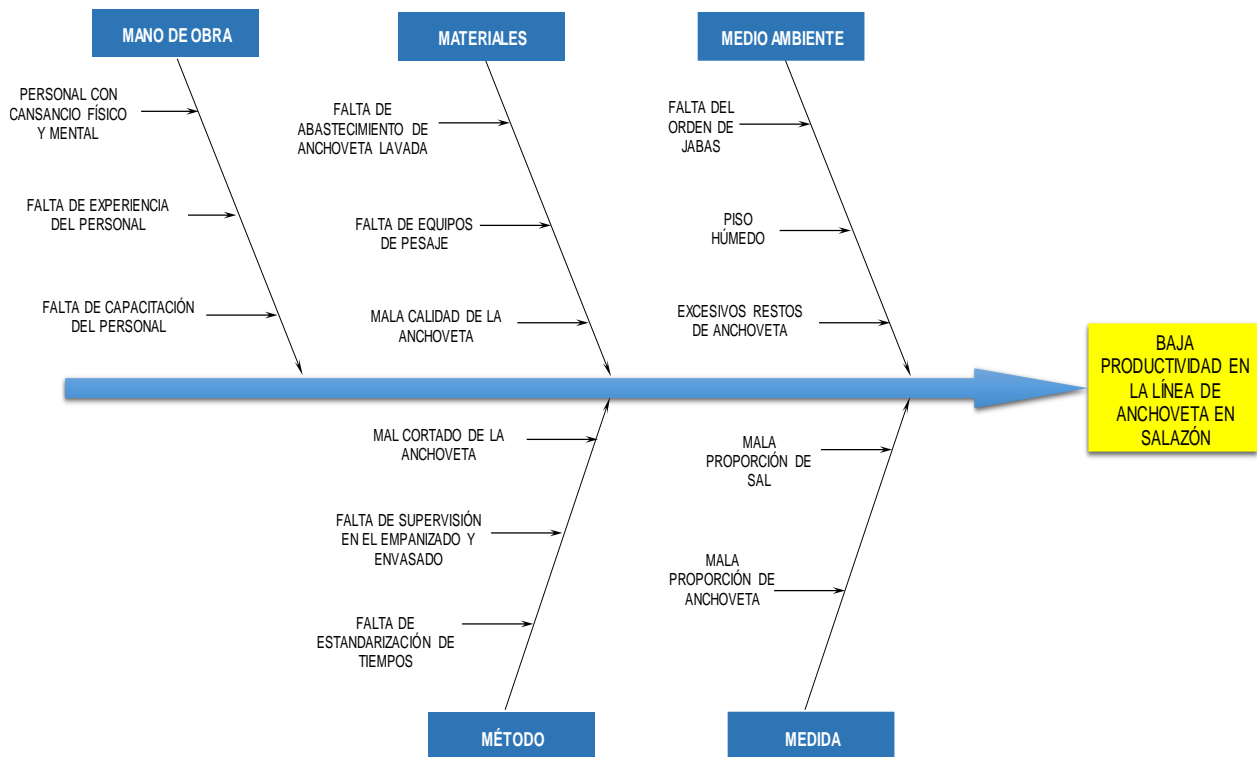 MANO DE OBRA
MATERIALES
MEDIO AMBIENTE
PERSONAL CON
CANSANCIO FÍSICO
Y MENTAL
FALTA DE EXPERIENCIA
DEL PERSONAL
FALTA DE CAPACITACIÓN
DEL PERSONAL
FALTA DE
ABASTECIMIENTO DE
ANCHOVETA LAVADA
FALTA DE EQUIPOS
DE PESAJE
MALA CALIDAD DE LA
ANCHOVETA
FALTA DEL
ORDEN DE
JABAS
PISO
HÚMEDO
EXCESIVOS RESTOS
DE ANCHOVETA
BAJA
PRODUCTIVIDAD EN
LA LÍNEA DE
ANCHOVETA EN
SALAZÓN
MAL CORTADO DE LA
ANCHOVETA
FALTA DE SUPERVISIÓN
EN EL EMPANIZADO Y
ENVASADO
FALTA DE
ESTANDARIZACIÓN DE
TIEMPOS
MALA
PROPORCIÓN DE
SAL
MALA
PROPORCIÓN DE
ANCHOVETA
MÉTODO
MEDIDA